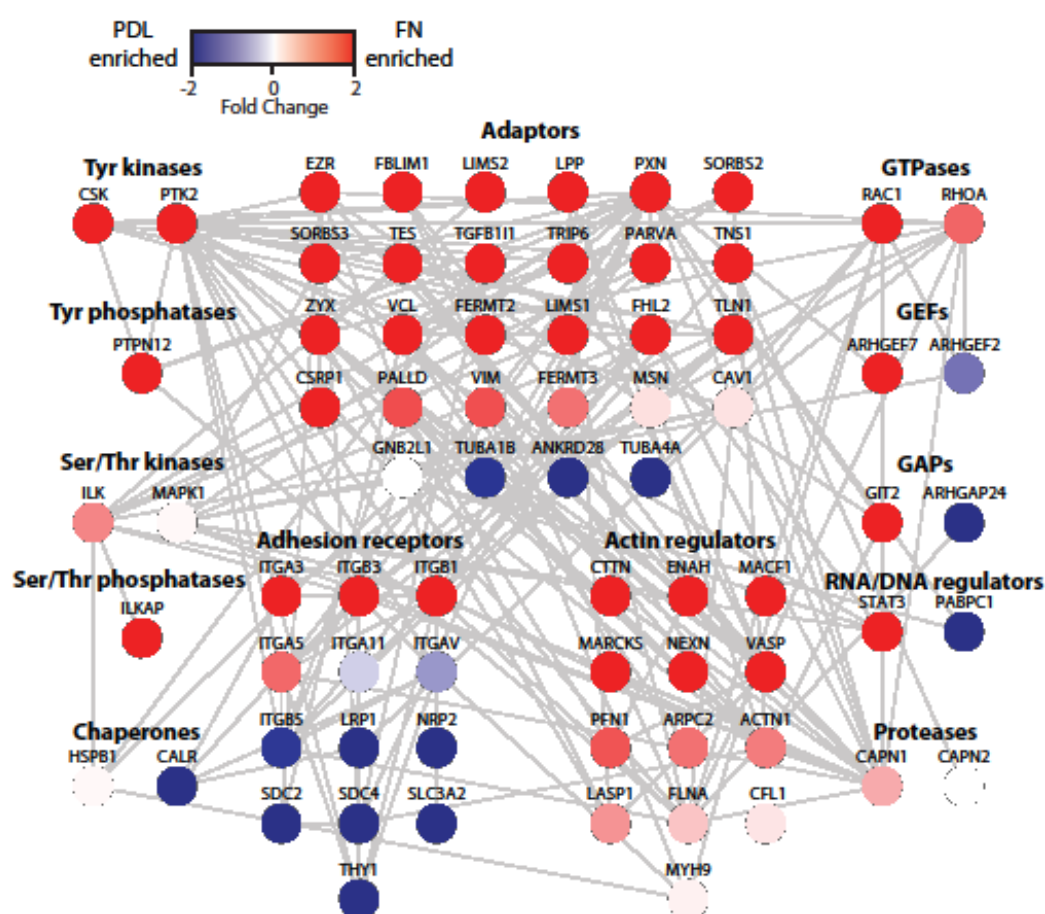 PDL enriched
FN enriched
-2 0 2
Fold Change
Adaptors
Tyr kinases
GTPases
EZR FBLIM1 LIMS2 LPP PXN SORBS2
CSK PTK2
RAC1 RHOA
SORBS3 TES TGFB1I1 TRIP6 PARVA TNS1
Tyr phosphatases
GEFs
ZYX VCL FERMT2 LIMS1 FHL2 TLN1
PTPN12
ARHGEF7 ARHGEF2
CSRP1 PALLD VIM FERMT3 MSN CAV1
GNB2L1 TUBA1B ANKRD28 TUBA4A
Ser/Thr kinases
GAPs
ILK MAPK1
GIT2 ARHGAP24
Adhesion receptors
Actin regulators
ITGA3 ITGB3 ITGB1
CTTN ENAH MACF1
Ser/Thr phosphatases
RNA/DNA regulators
ILKAP
STAT3 PABPC1
ITGA5 ITGA11 ITGAV
MARCKS NEXN VASP
ITGB5 LRP1 NRP2
PFN1 ARPC2 ACTN1
Chaperones
Proteases
HSPB1 CALR
CAPN1 CAPN2
SDC2 SDC4 SLC3A2
LASP1 FLNA CFL1
THY1
MYH9